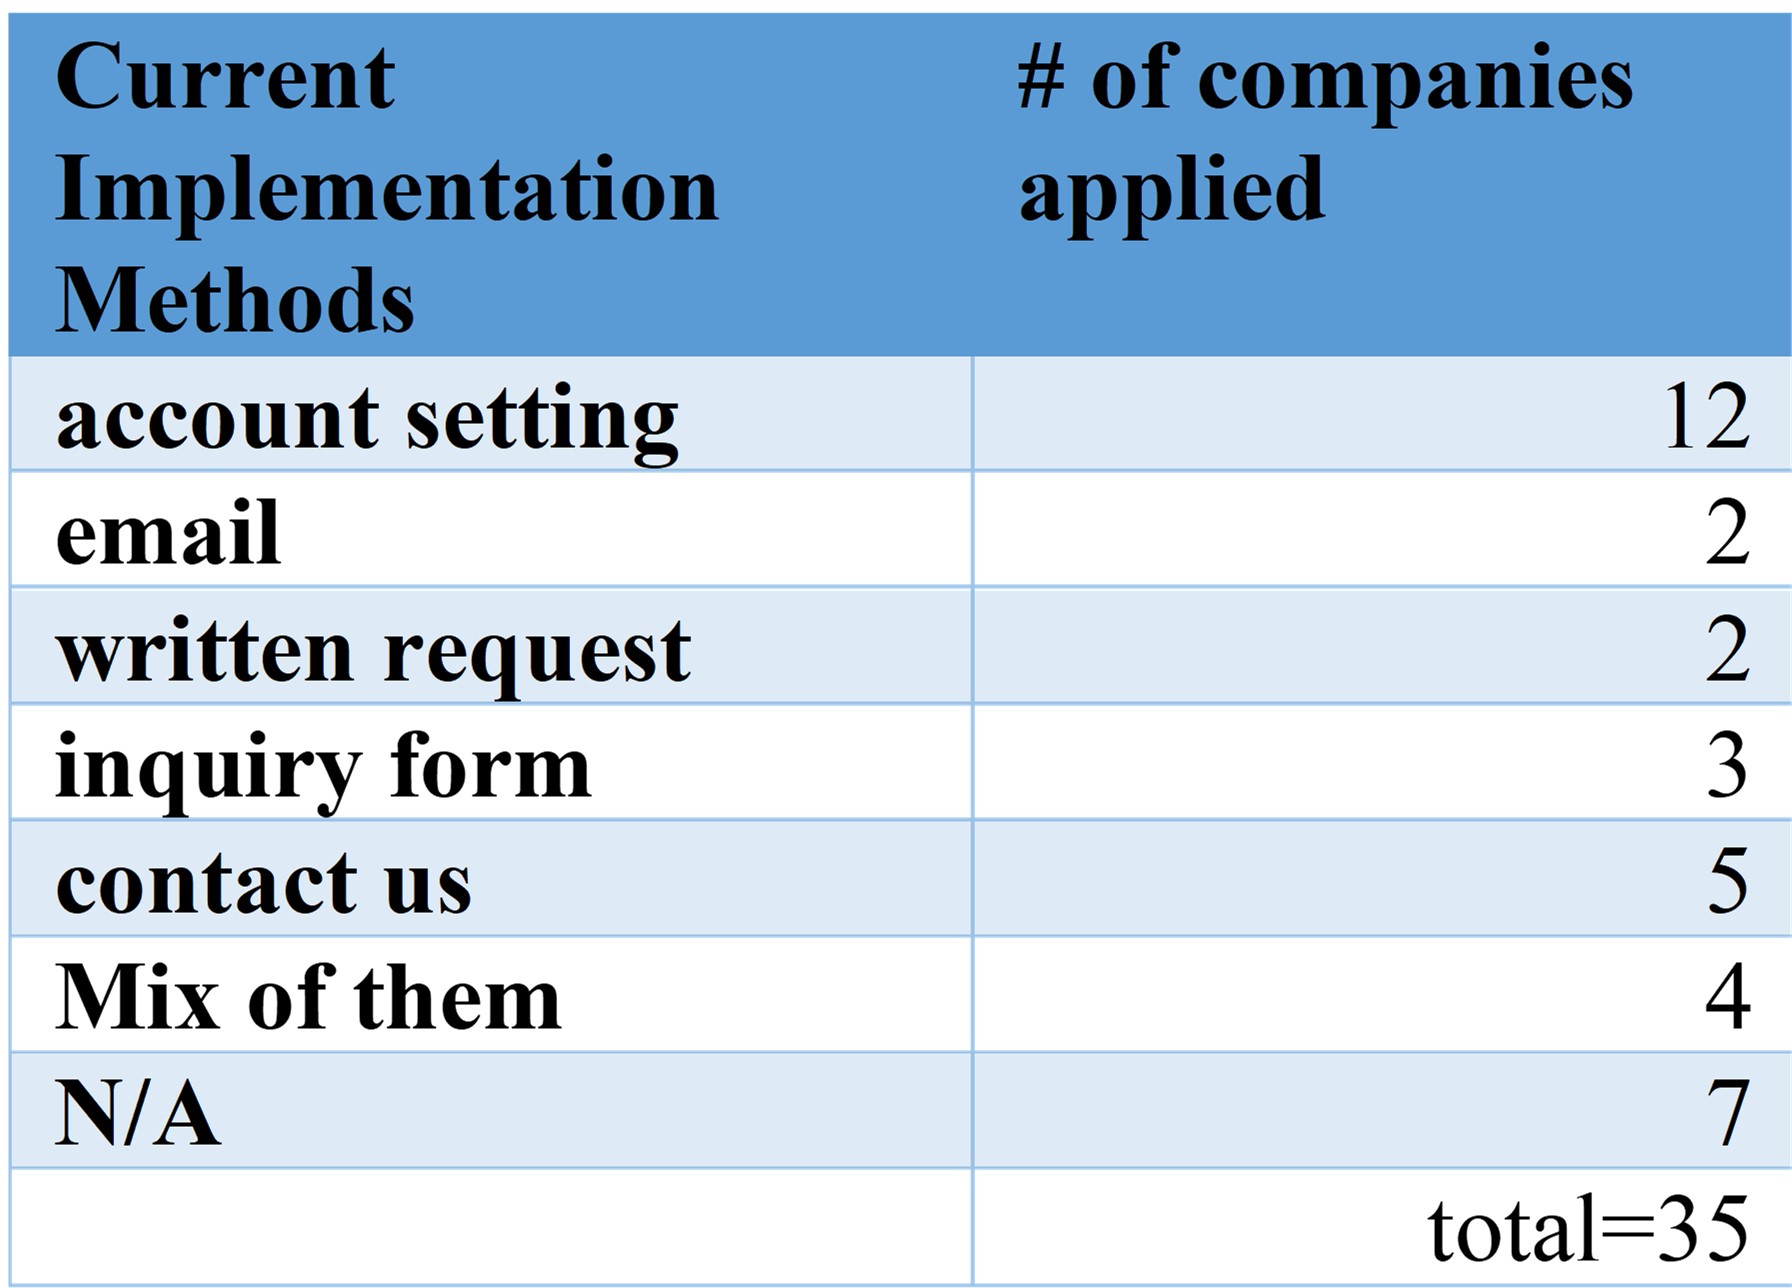 Current
Implementation
Methods
# of companies
applied
account setting 12
email 2
written request 2
inquiry form 3
contact us 5
Mix of them 4
N/A 7
total=35